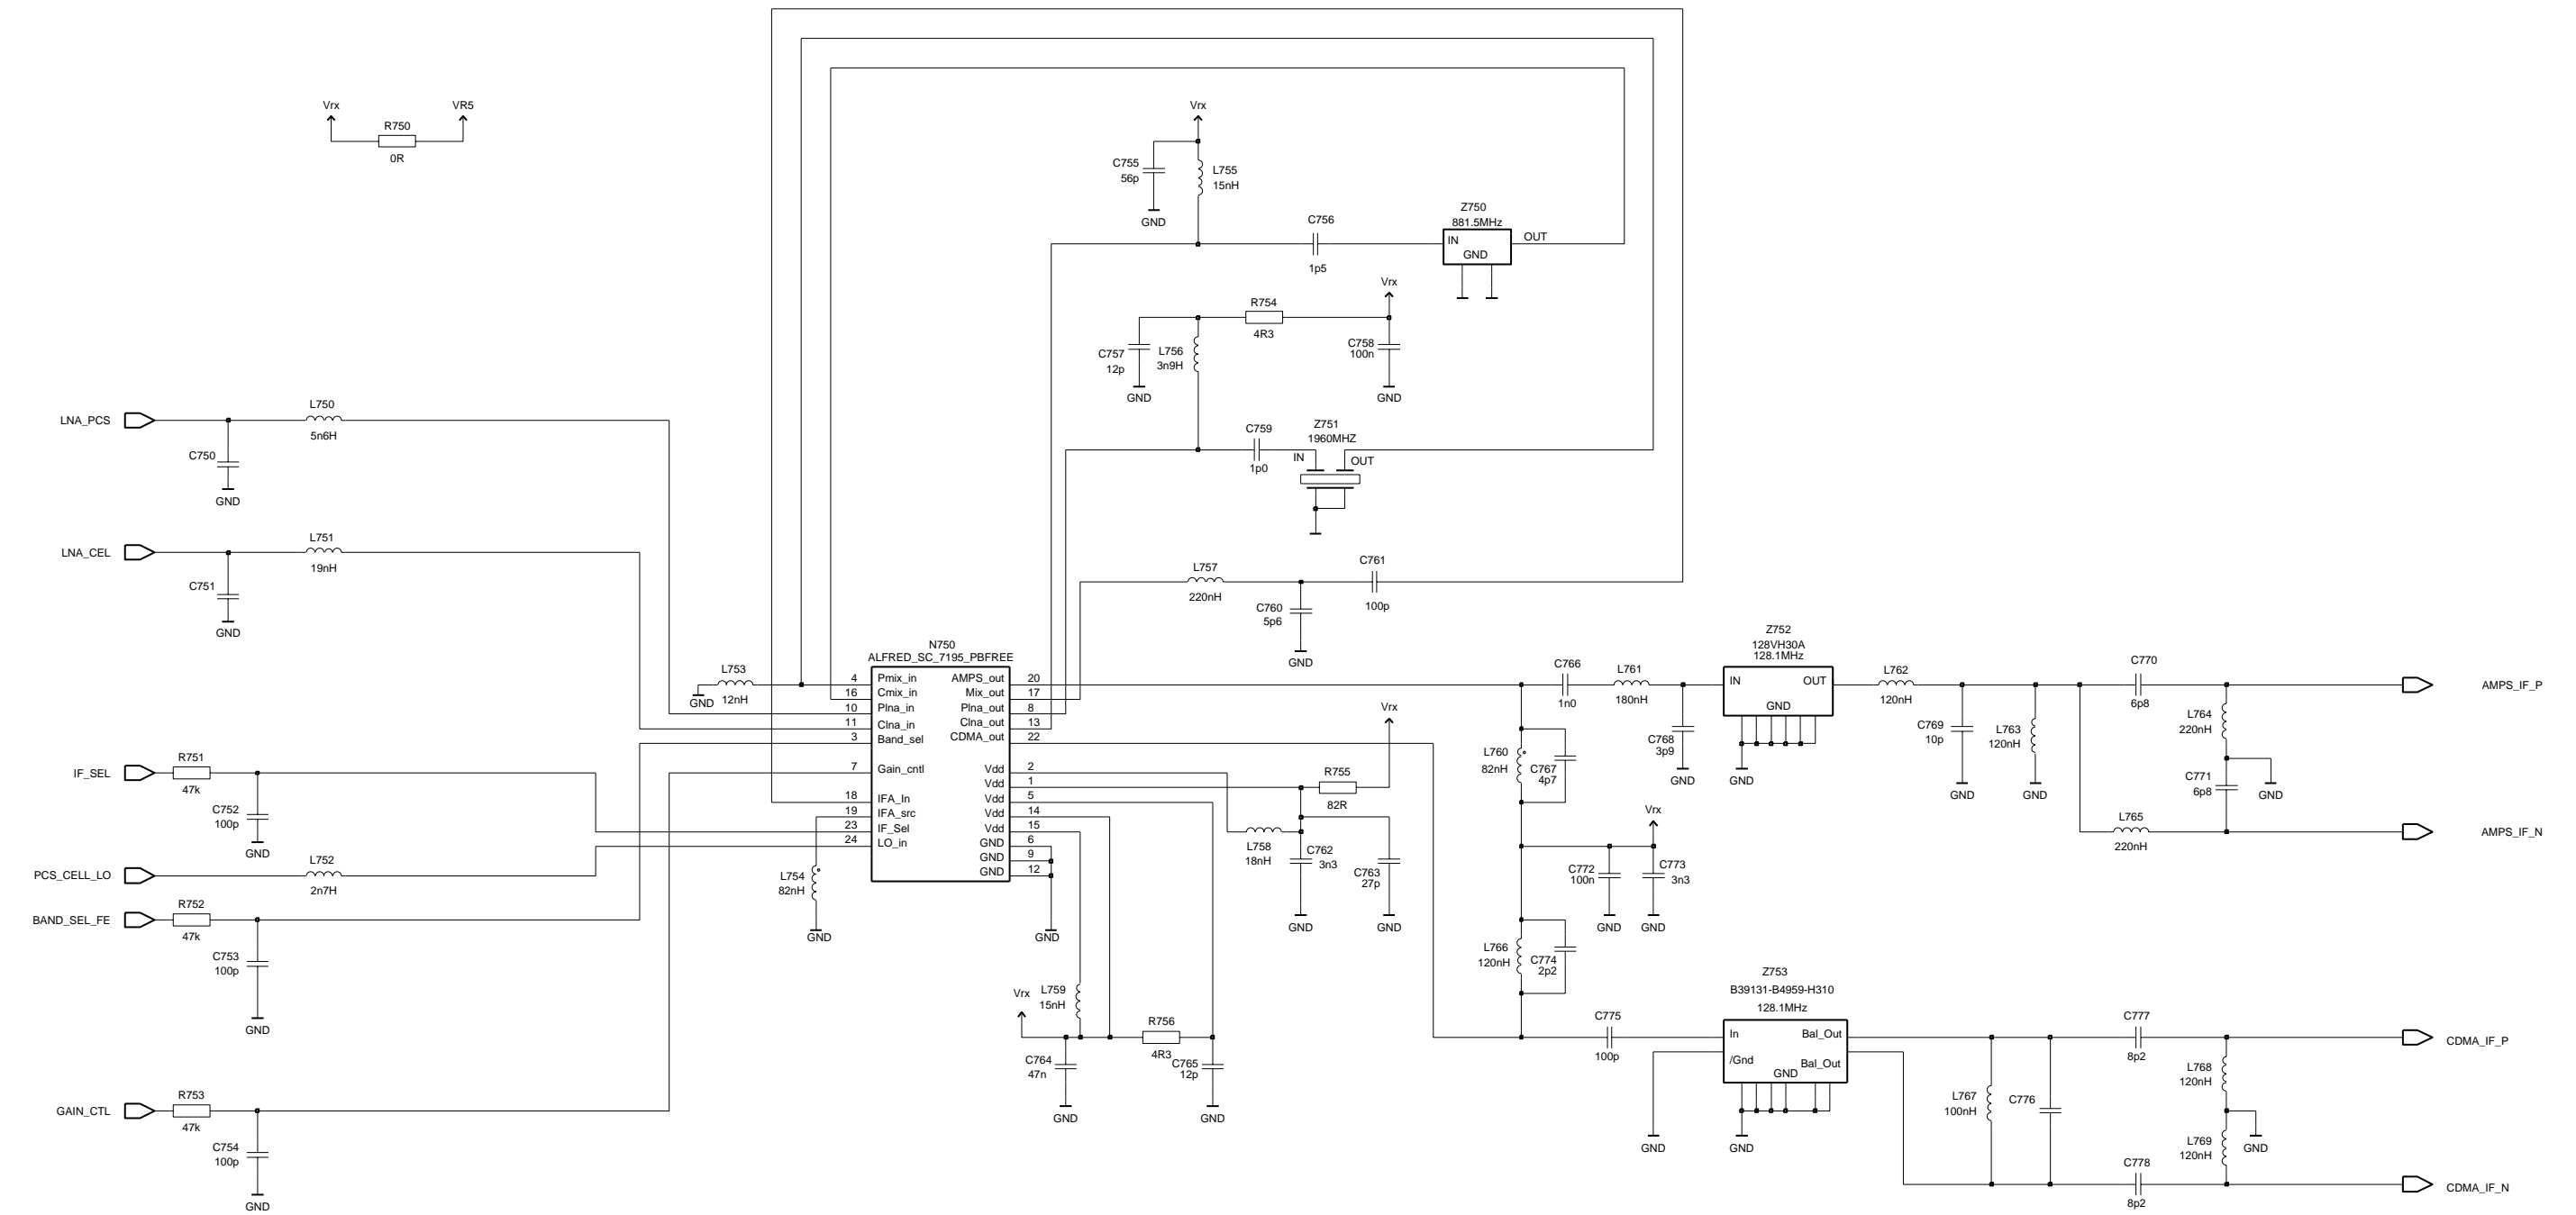 Vrx
VR5
R750
0R
Vrx
C755
56p
L755
15nH
GND
C756
1p5
Z750
881.5MHz
IN
OUT
GND
Vrx
R754
4R3
C757
12p
L756
3n9H
C758
100n
GND
GND
LNA_PCS
L750
5n6H
C750
GND
C759
1p0
Z751
1960MHZ
IN
OUT
LNA_CEL
L751
19nH
C751
GND
L757
220nH
C760
5p6
GND
C761
100p
N750
ALFRED_SC_7195_PBFREE
L753
12nH
GND
4 Pmix_in AMPS_out 20
16 Cmix_in Mix_out 17
10 Plna_in Plna_out 8
11 Clna_in Clna_out 13
3 Band_sel CDMA_out 22
7 Gain_cntl Vdd 2
Vdd 1
18 IFA_In Vdd 5
19 IFA_src Vdd 14
23 IF_Sel Vdd 15
24 LO_in GND 6
GND 9
GND 12
GND
C766
1n0
L761
180nH
Z752
128VH30A
128.1MHz
IN
OUT
GND
GND
C768
3p9
GND
L762
120nH
C769
10p
GND
L763
120nH
GND
C770
6p8
L764
220nH
C771
6p8
GND
L765
220nH
AMPS_IF_P
AMPS_IF_N
IF_SEL
R751
47k
C752
100p
GND
PCS_CELL_LO
L752
2n7H
BAND_SEL_FE
R752
47k
C753
100p
GND
L754
82nH
GND
Vrx
R755
82R
L758
18nH
C762
3n3
GND
C763
27p
GND
L760
82nH
C767
4p7
Vrx
C772
100n
C773
3n3
GND
GND
L766
120nH
C774
2p2
Vrx
L759
15nH
C764
47n
GND
R756
4R3
C765
12p
GND
C775
100p
Z753
B39131-B4959-H310
128.1MHz
In
Bal_Out
/Gnd
Bal_Out
GND
GND
GND
L767
100nH
C776
C777
8p2
L768
120nH
L769
120nH
GND
C778
8p2
CDMA_IF_P
CDMA_IF_N
GAIN_CTL
R753
47k
C754
100p
GND